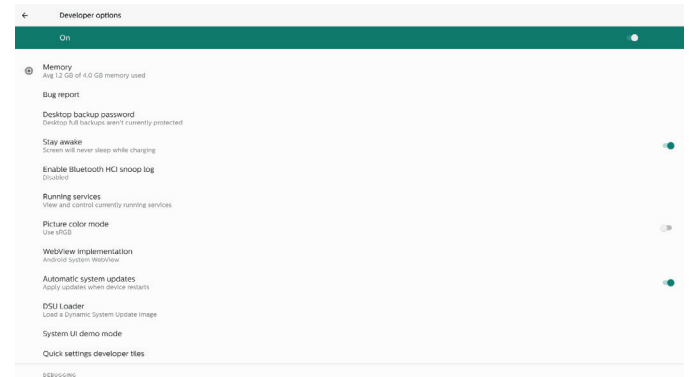 Developer options
On
Memory
Avg 1.2 GB of 4.0 GB memory used
Bug report
Desktop backup password
Desktop full backups aren't currently protected
Stay awake
Screen will never sleep while charging
Enable Bluetooth HCI snoop log
Disabled
Running services
View and control currently running services
Picture color mode
Use sRGB
WebView implementation
Android System WebView
Automatic system updates
Apply updates when device restarts
DSU Loader
Load a Dynamic System Update Image
System UI demo mode
Quick settings developer tiles
DEBUGGING